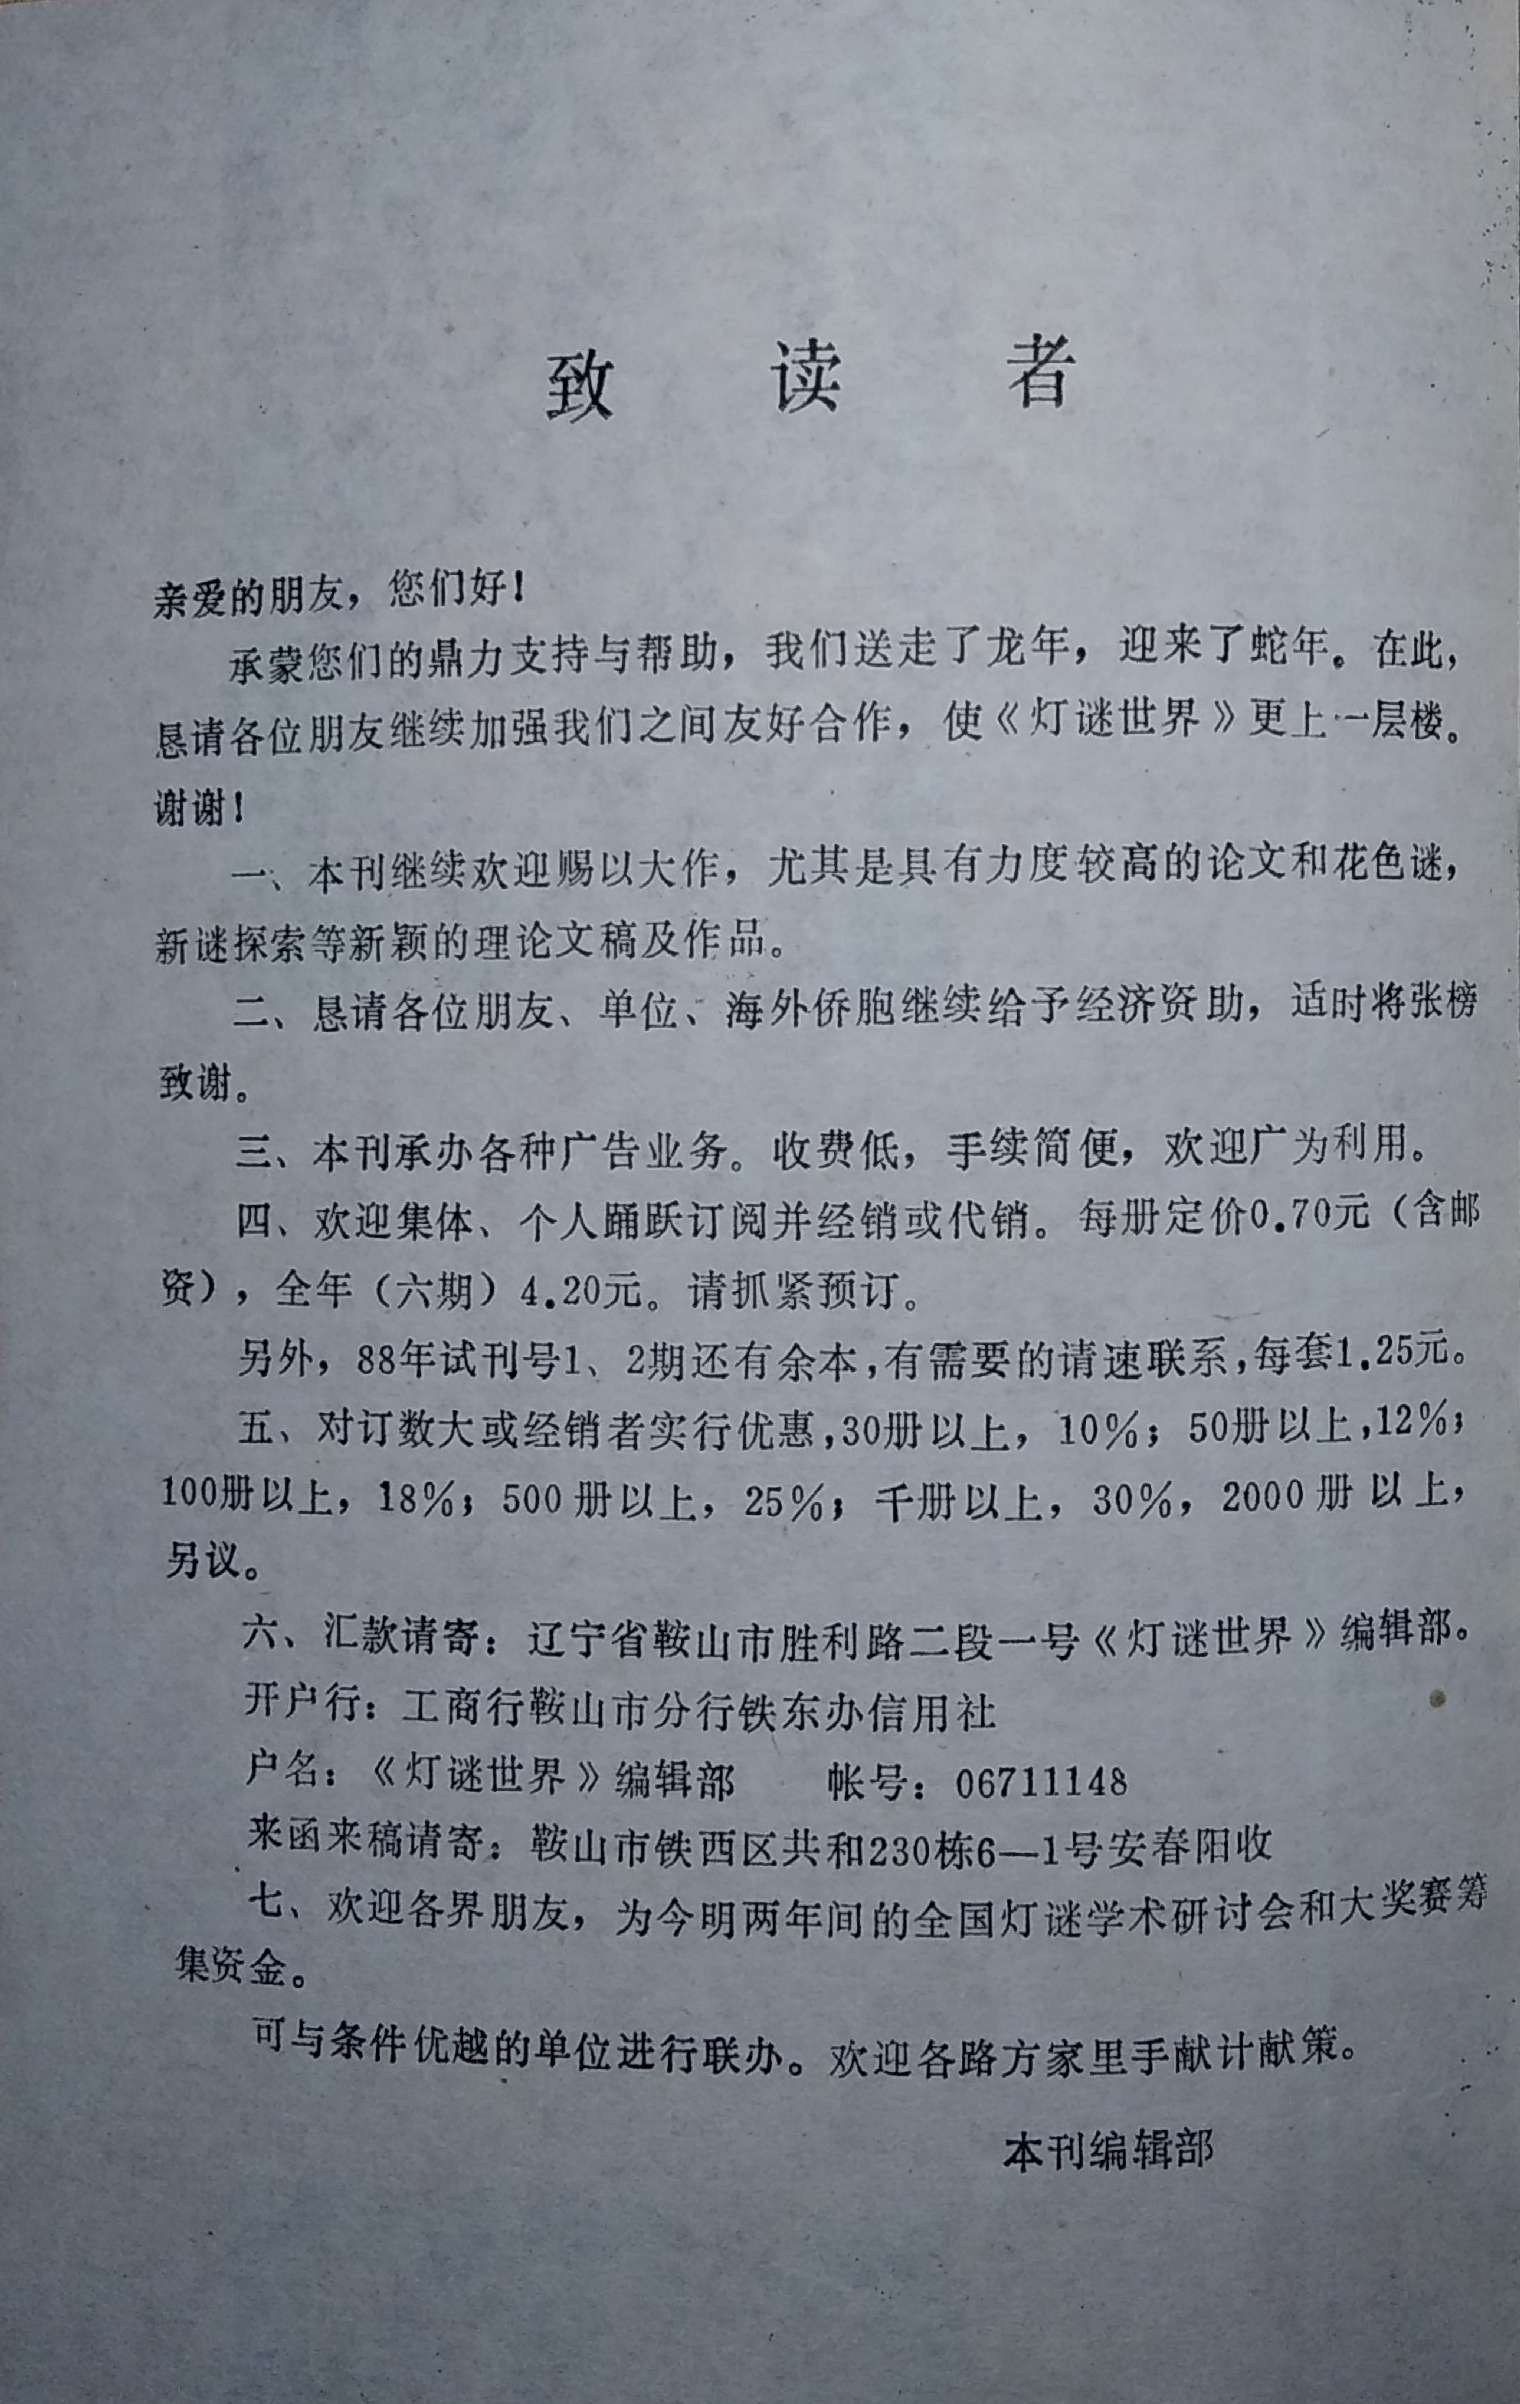 致读者
亲爱的朋友，您们好！
承蒙您们的鼎力支持与帮助，我们送走了龙年，迎来了蛇年。在此，
恳请各位朋友继续加强我们之间友好合作，使《灯谜世界》更上一层楼。
谢谢！
一、本刊继续欢迎赐以大作，尤其是具有力度较高的论文和花色谜，
新谜探索等新颖的理论文稿及作品。
二、恳请各位朋友、单位、海外侨胞继续给予经济资助，适时将张榜
致谢。
三、本刊承办各种广告业务。收费低，手续简便，欢迎广为利用。
四、欢迎集体、个人踊跃订阅并经销或代销。每册定价0.70元（含邮
资），全年（六期）4.20元。请抓紧预订。
另外，88年试刊号1、2期还有余本，有需要的请速联系，每套1.25元。
五、对订数大或经销者实行优惠，30册以上，10%；50册以上，12%；
100册以上，18%；500册以上，25%；千册以上，30%，2000册以上，
另议。
六、汇款请寄：辽宁省鞍山市胜利路二段一号《灯谜世界》编辑部。
开户行：工商行鞍山市分行铁东办信用社
户名：《灯谜世界》编辑部 帐号：06711148
来函来稿请寄：鞍山市铁西区共和230栋6—1号安春阳收
七、欢迎各界朋友，为今明两年间的全国灯谜学术研讨会和大奖赛筹
集资金。
可与条件优越的单位进行联办。欢迎各路方家里手献计献策。
本刊编辑部